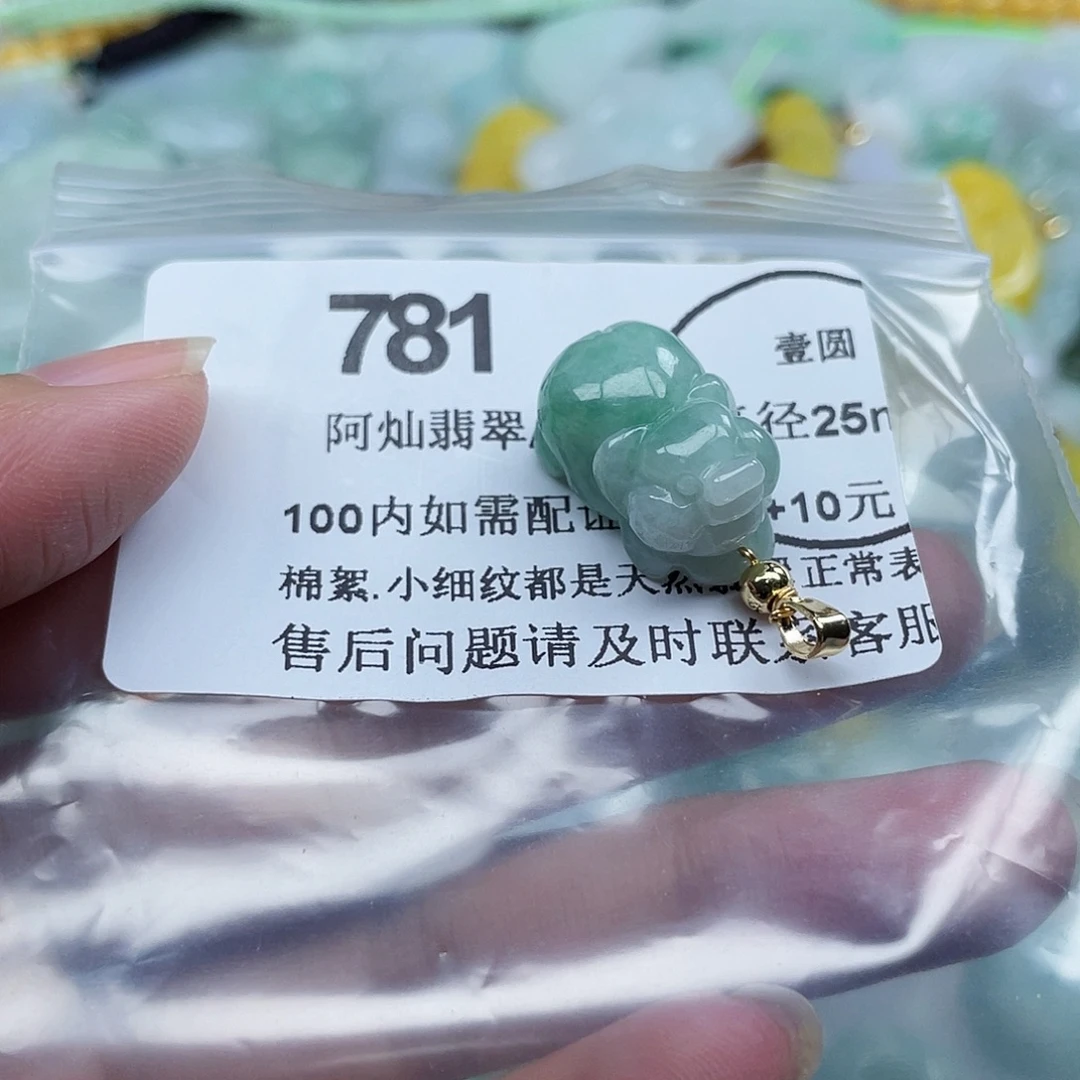 781
壹圆
阿灿翡翠 径25m
100内如需配证 +10元
棉絮.小细纹都是天然 正常表
售后问题请及时联系客服